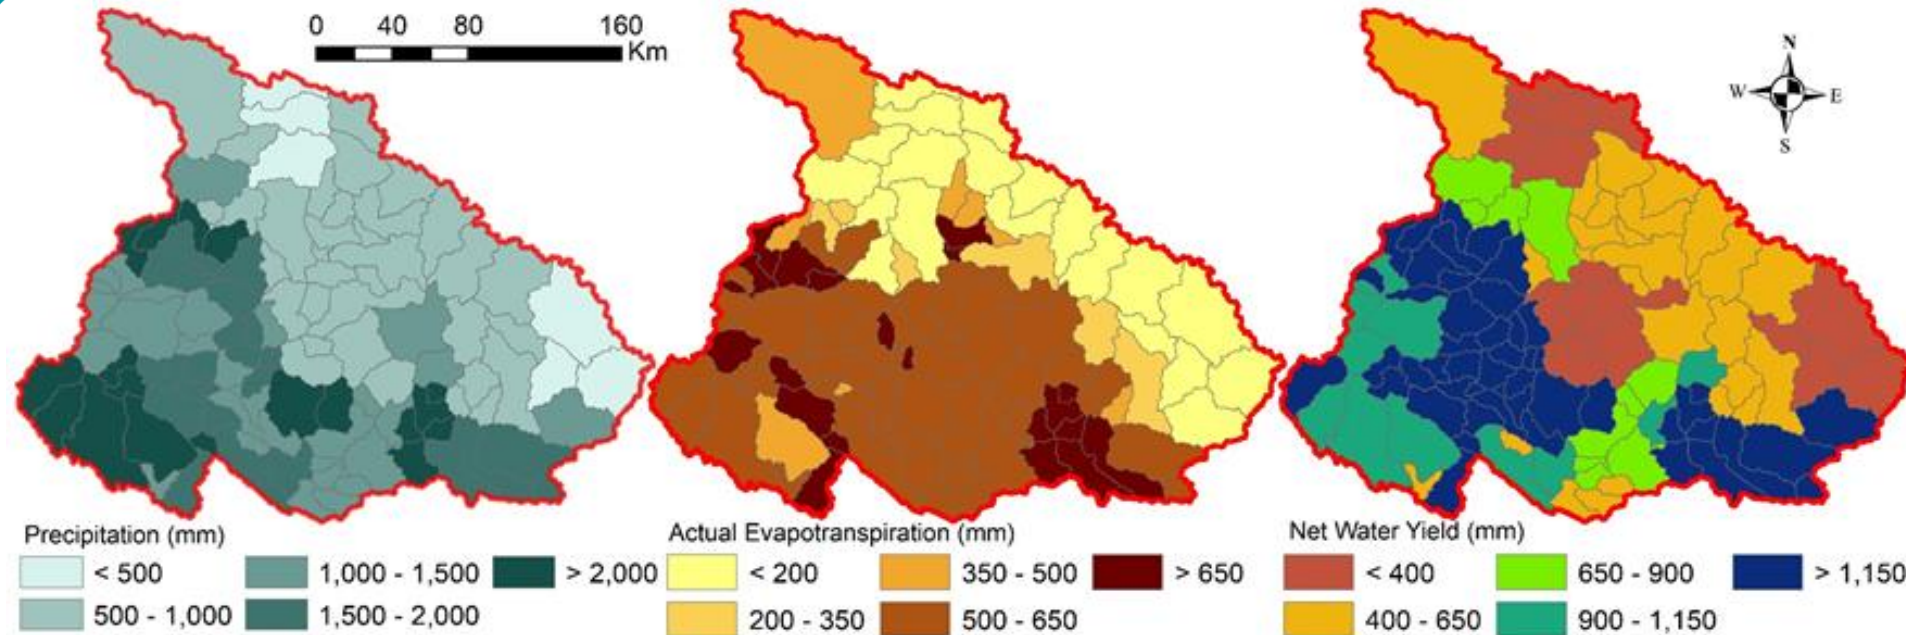 0 40 80 160
Km
N
W E
S
Precipitation (mm)
< 500
1,000 - 1,500
> 2,000
500 - 1,000
1,500 - 2,000
Actual Evapotranspiration (mm)
< 200
350 - 500
> 650
200 - 350
500 - 650
Net Water Yield (mm)
< 400
650 - 900
> 1,150
400 - 650
900 - 1,150